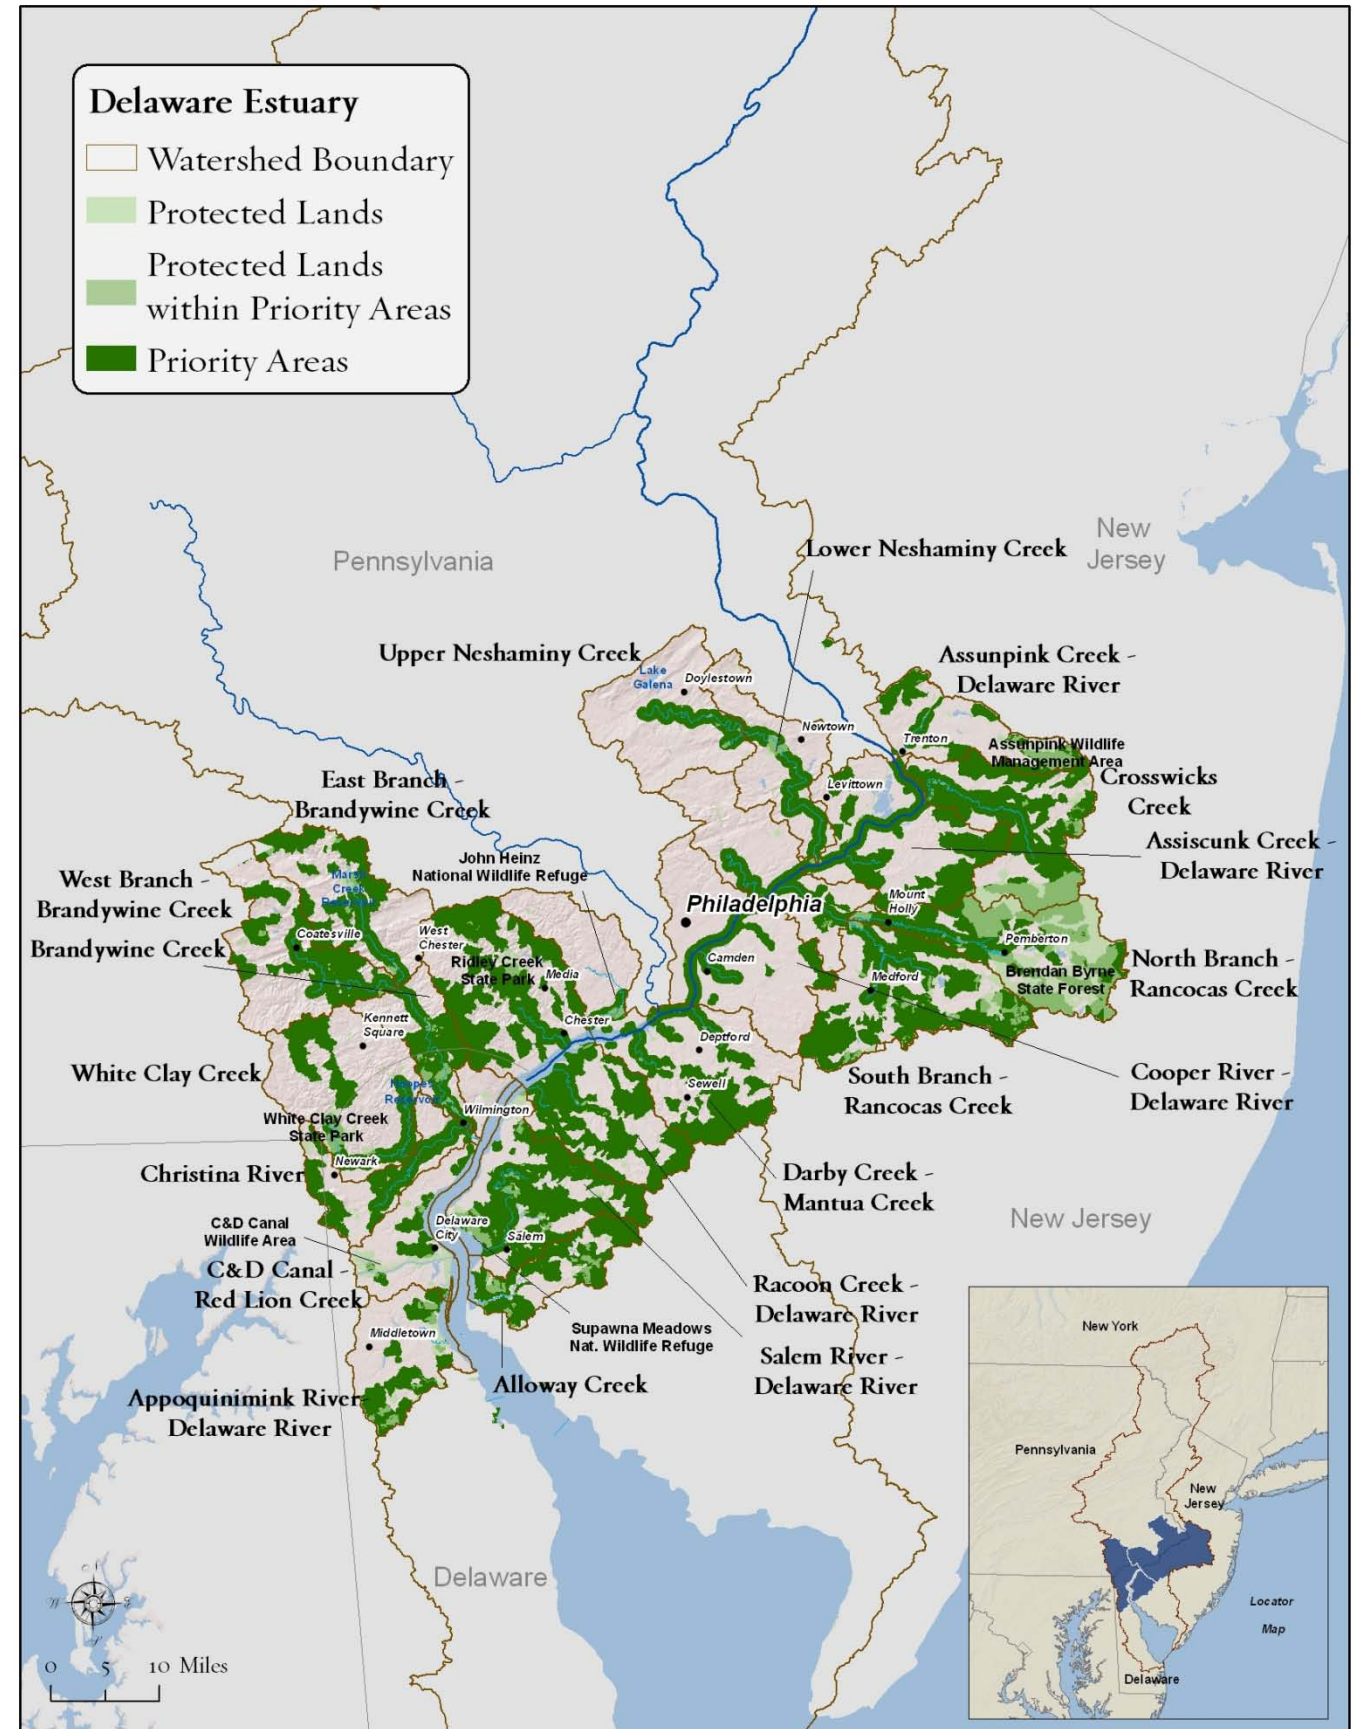 Delaware Estuary
Watershed Boundary
Protected Lands
Protected Lands
within Priority Areas
Priority Areas
Pennsylvania
New
Jersey
Lower Neshaminy Creek
Upper Neshaminy Creek
Lake
Galena
Doylestown
Assunpink Creek -
Delaware River
Newtown
Trenton
Assunpink Wildlife
Management Area
Levittown
Crosswicks
Creek
East Branch -
Brandywine Creek
Assiscunk Creek -
Delaware River
John Heinz
National Wildlife Refuge
West Branch -
Brandywine Creek
Marsh
Creek
Reservoir
Philadelphia
Mount
Holly
Brandywine Creek
Coatesville
West
Chester
Pemberton
Ridley Creek
State Park
Media
Camden
Medford
Brendan Byrne
State Forest
North Branch -
Rancocas Creek
Kennett
Square
Chester
Deptford
White Clay Creek
Hoopes
Reservoir
Sewell
South Branch -
Rancocas Creek
Cooper River -
Delaware River
Wilmington
White Clay Creek
State Park
Newark
Christina River
Darby Creek -
Mantua Creek
C&D Canal
Wildlife Area
Delaware
City
Salem
New Jersey
C&D Canal -
Red Lion Creek
Racoon Creek -
Delaware River
Middletown
Supawna Meadows
Nat. Wildlife Refuge
Salem River -
Delaware River
Alloway Creek
Appoquinimink River-
Delaware River
Delaware
N
W
E
S
0 5 10 Miles
New York
Pennsylvania
New
Jersey
Locator
Map
Delaware